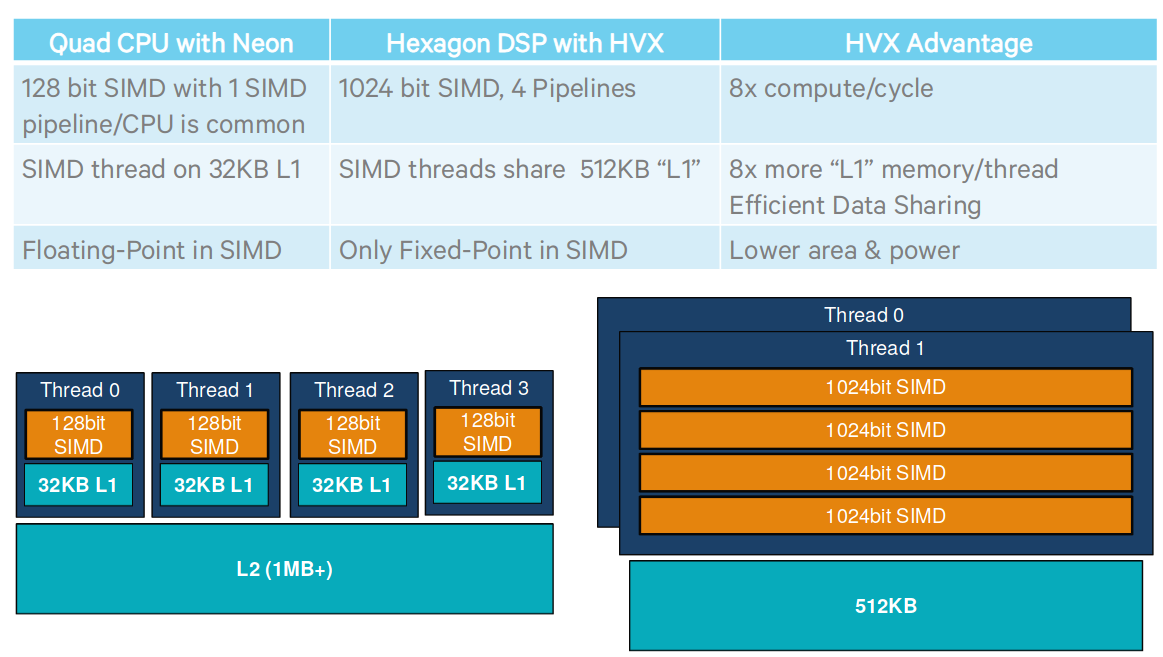 Quad CPU with Neon
Hexagon DSP with HVX
HVX Advantage
128 bit SIMD with 1 SIMD
pipeline/CPU is common
1024 bit SIMD, 4 Pipelines
8x compute/cycle
SIMD thread on 32KB L1
SIMD threads share 512KB “L1”
8x more “L1” memory/thread
Efficient Data Sharing
Floating-Point in SIMD
Only Fixed-Point in SIMD
Lower area & power
Thread 0
128bit
SIMD
32KB L1
Thread 1
128bit
SIMD
32KB L1
Thread 2
128bit
SIMD
32KB L1
Thread 3
128bit
SIMD
32KB L1
L2 (1MB+)
Thread 0
Thread 1
1024bit SIMD
1024bit SIMD
1024bit SIMD
1024bit SIMD
512KB